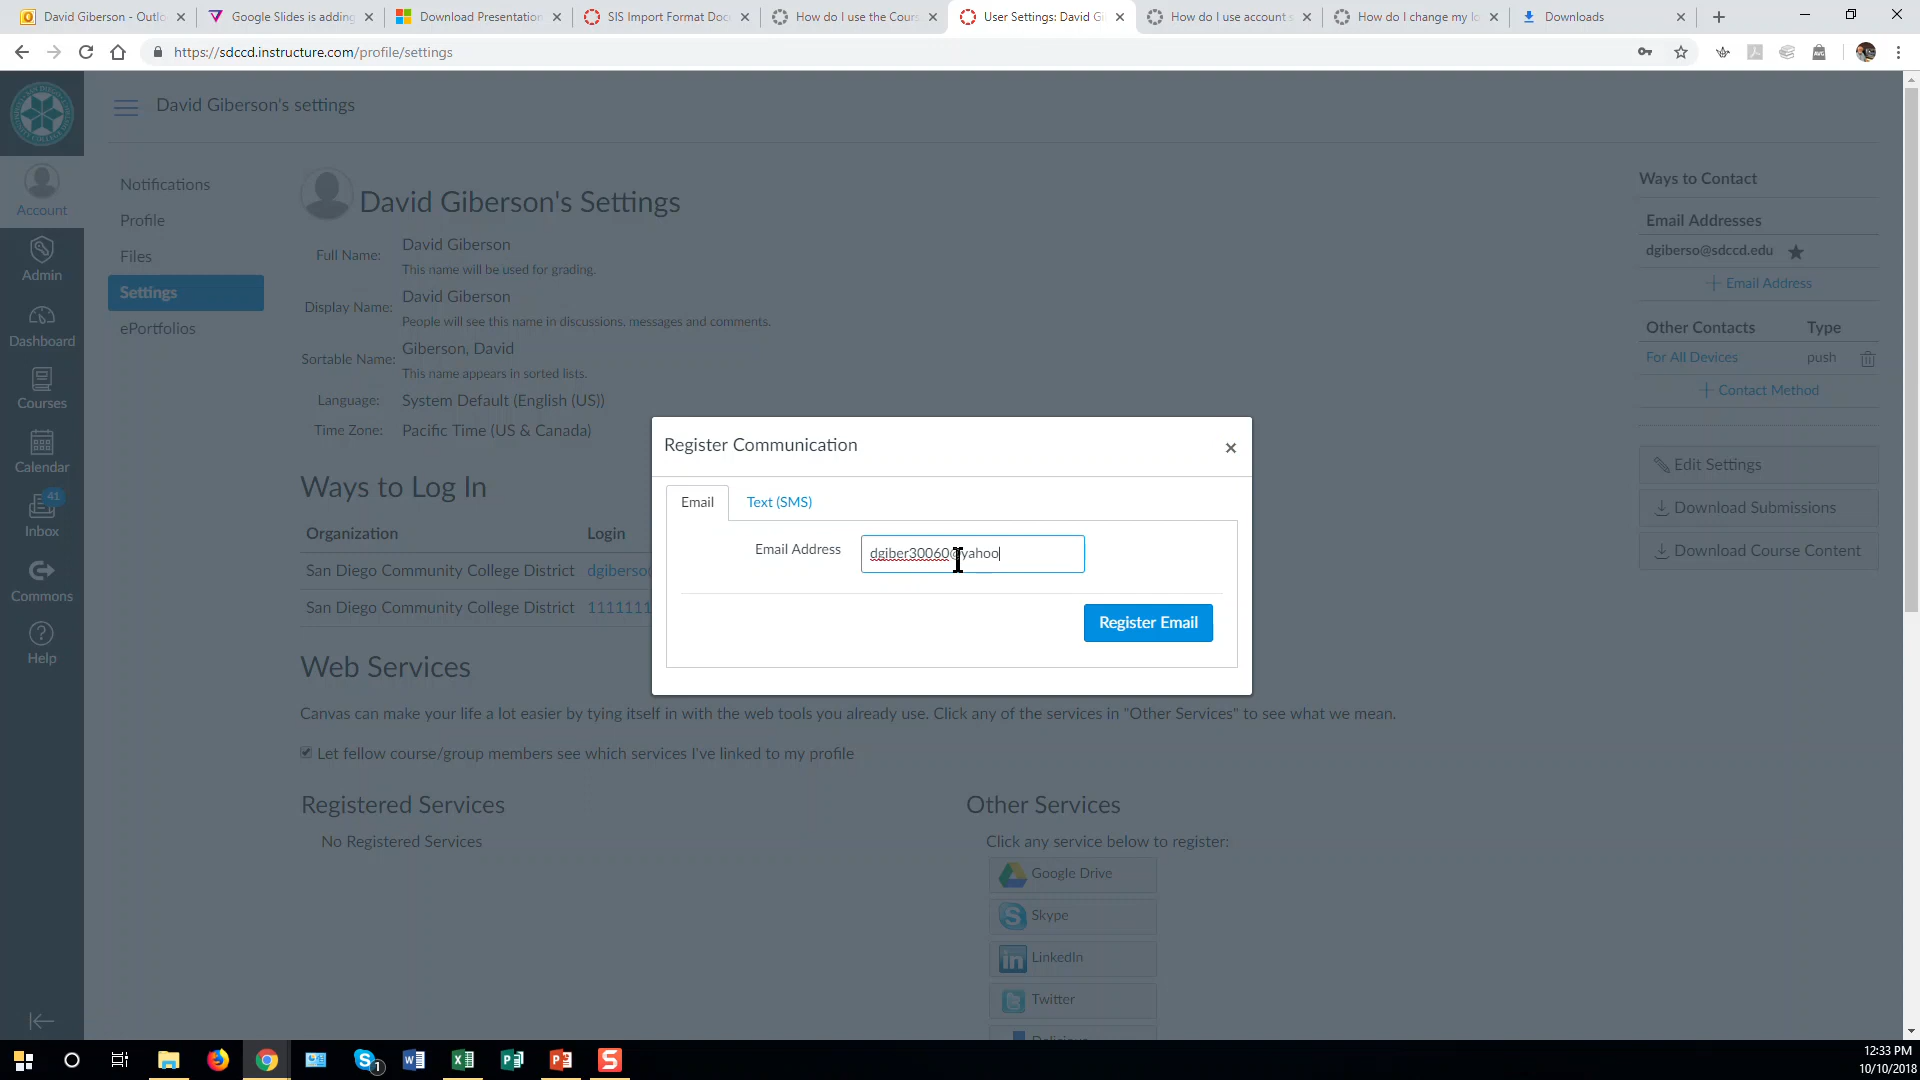 David Giberson - Outlo
Google Slides is adding
Download Presentation
SIS Import Format Doc
How do I use the Cour
User Settings: David Gi
How do I use account s
How do I change my lo
Downloads
https://sdccd.instructure.com/profile/settings
David Giberson's settings
Account
Admin
Dashboard
Courses
Calendar
41
Inbox
Commons
Help
Notifications
Profile
Files
Settings
ePortfolios
David Giberson's Settings
Full Name: David Giberson
This name will be used for grading.
Display Name: David Giberson
People will see this name in discussions, messages and comments.
Sortable Name: Giberson, David
This name appears in sorted lists.
Language: System Default (English (US))
Time Zone: Pacific Time (US & Canada)
Ways to Log In
Organization Login
San Diego Community College District dgiberso
San Diego Community College District 1111111
Web Services
Canvas can make your life a lot easier by tying itself in with the web tools you already use. Click any of the services in "Other Services" to see what we mean.
Let fellow course/group members see which services I've linked to my profile
Registered Services
No Registered Services
Other Services
Click any service below to register:
Google Drive
Skype
LinkedIn
Twitter
Register Communication
Email Text (SMS)
Email Address dgiber30060@yahoo
Register Email
Ways to Contact
Email Addresses
dgiberso@sdccd.edu
Email Address
Other Contacts Type
For All Devices push
Contact Method
Edit Settings
Download Submissions
Download Course Content
1
12:33 PM
10/10/2018